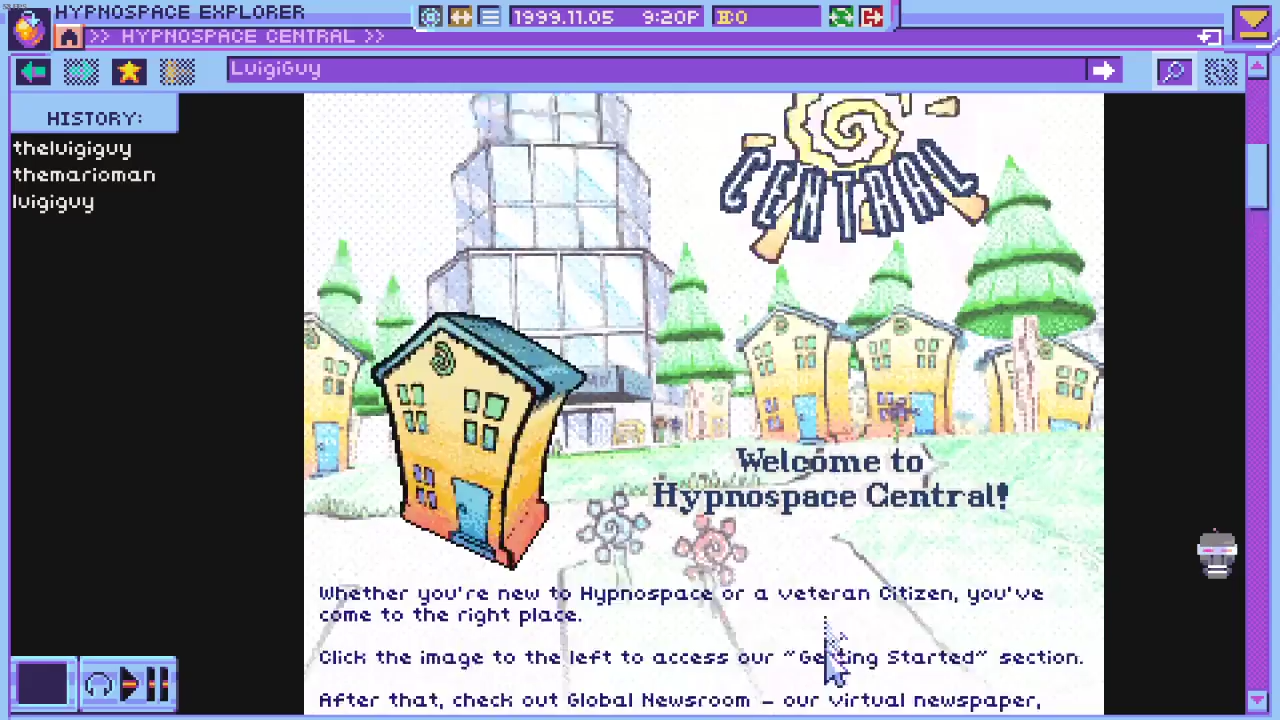 HYPNOSPACE EXPLORER
1999.11.05 9:20P
0
>> HYPNOSPACE CENTRAL >>
LuigiGuy
HISTORY:
theluigiguy
themarioman
luigiguy
CENTRAL
Welcome to
Hypnospace Central!
Whether you're new to Hypnospace or a veteran Citizen, you've
come to the right place.
Click the image to the left to access our ~Getting Started~ section.
After that, check out Global Newsroom - our virtual newspaper,